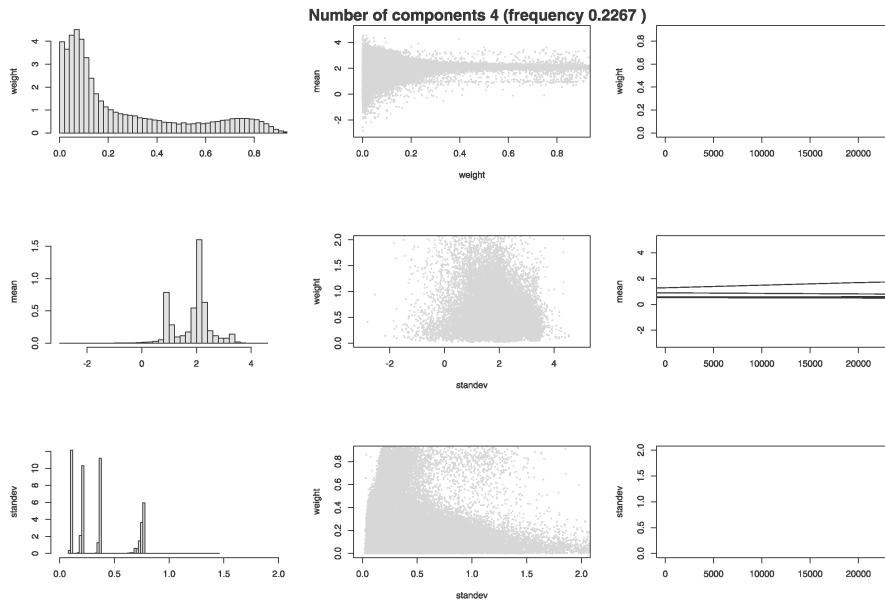 Number of components 4 (frequency 0.2267 )
weight
0 1 2 3 4
0.0 0.2 0.4 0.6 0.8
mean
-2 0 2 4
0.0 0.2 0.4 0.6 0.8
weight
weight
0.0 0.2 0.4 0.6 0.8
0 5000 10000 15000 20000
mean
0.0 0.5 1.0 1.5
-2 0 2 4
weight
0.0 0.5 1.0 1.5 2.0
-2 0 2 4
standev
mean
-2 0 2 4
0 5000 10000 15000 20000
standev
0 2 4 6 8 10
0.0 0.5 1.0 1.5 2.0
weight
0.0 0.2 0.4 0.6 0.8
0.0 0.5 1.0 1.5 2.0
standev
standev
0.0 0.5 1.0 1.5 2.0
0 5000 10000 15000 20000